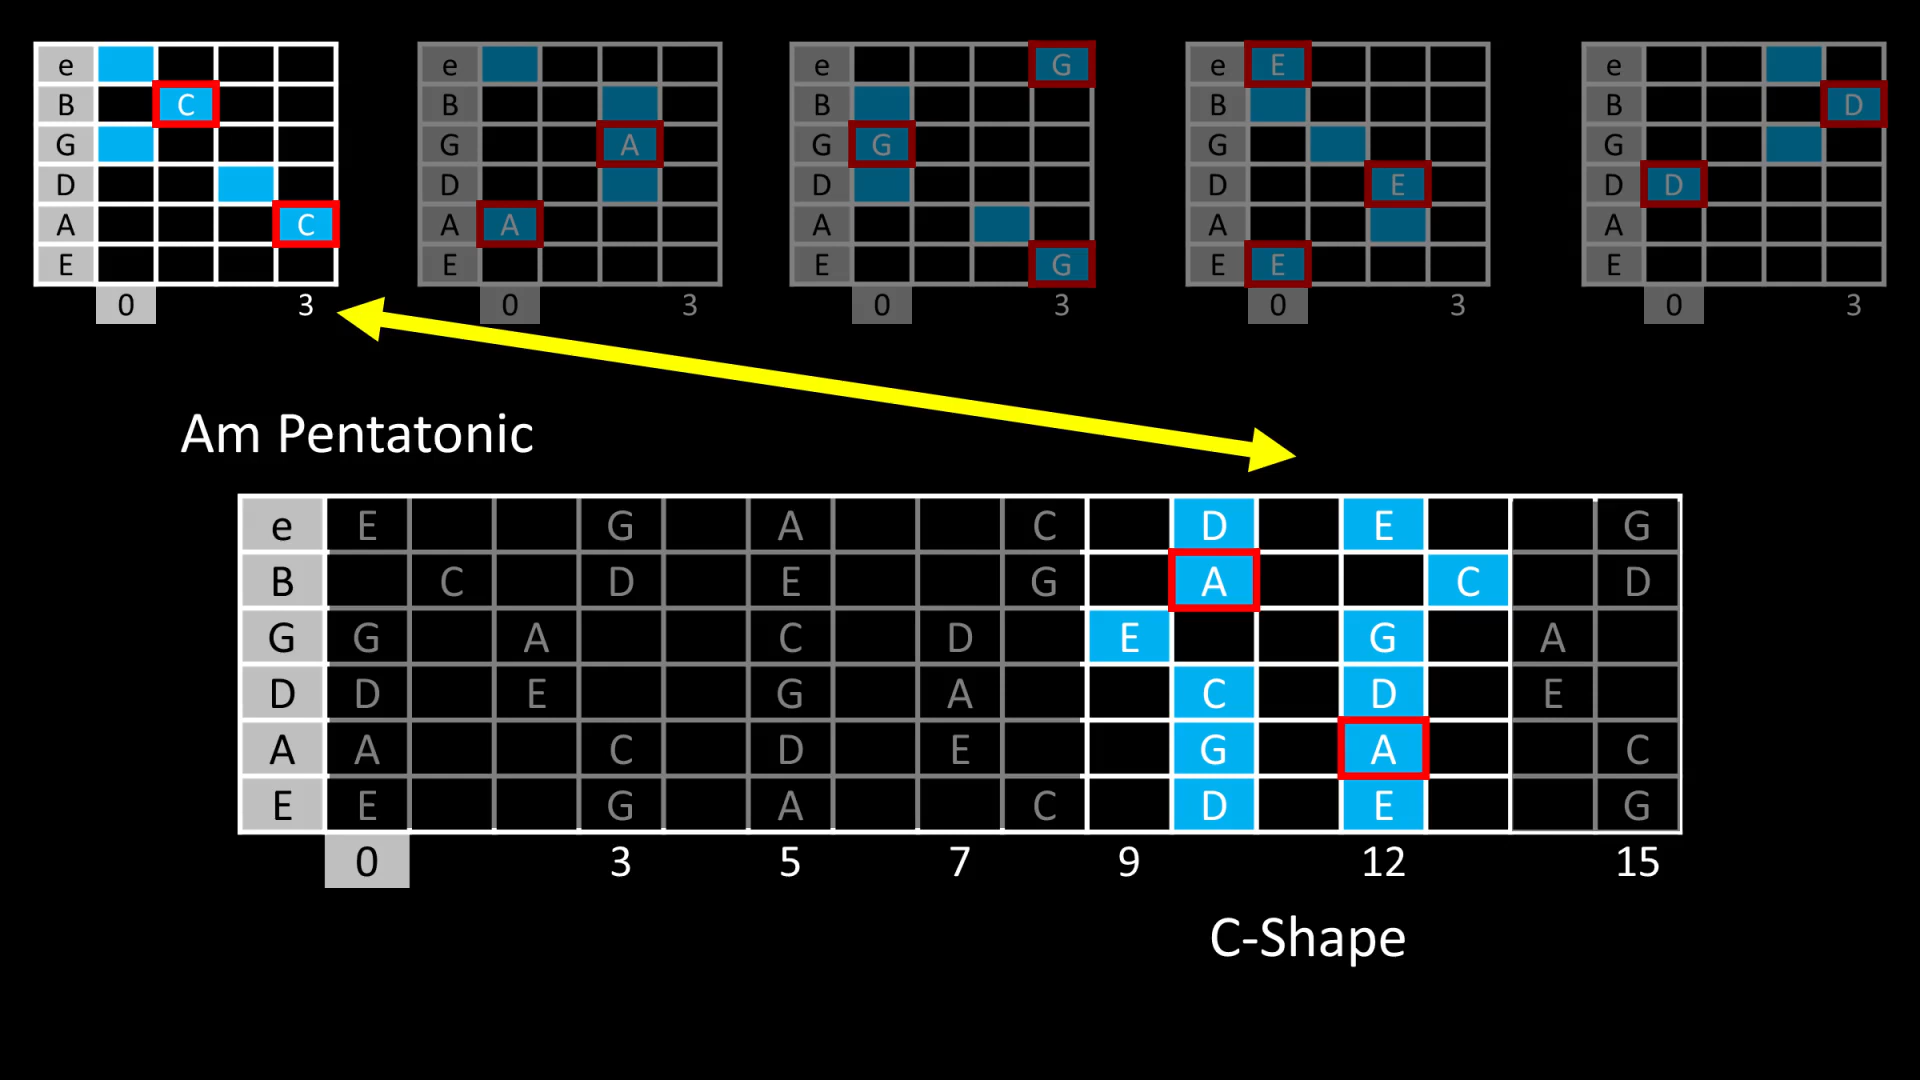 e e e G e E e
B C B B B B D
G G A G G G G
D D D D E D D
A C A A A A A
E E E G E E E
0 3 0 3 0 3 0 3 0 3
Am Pentatonic
e E G A C D E G
B C D E G A C D
G G A C D E G A
D D E G A C D E
A A C D E G A C
E E G A C D E G
0 3 5 7 9 12 15
C-Shape